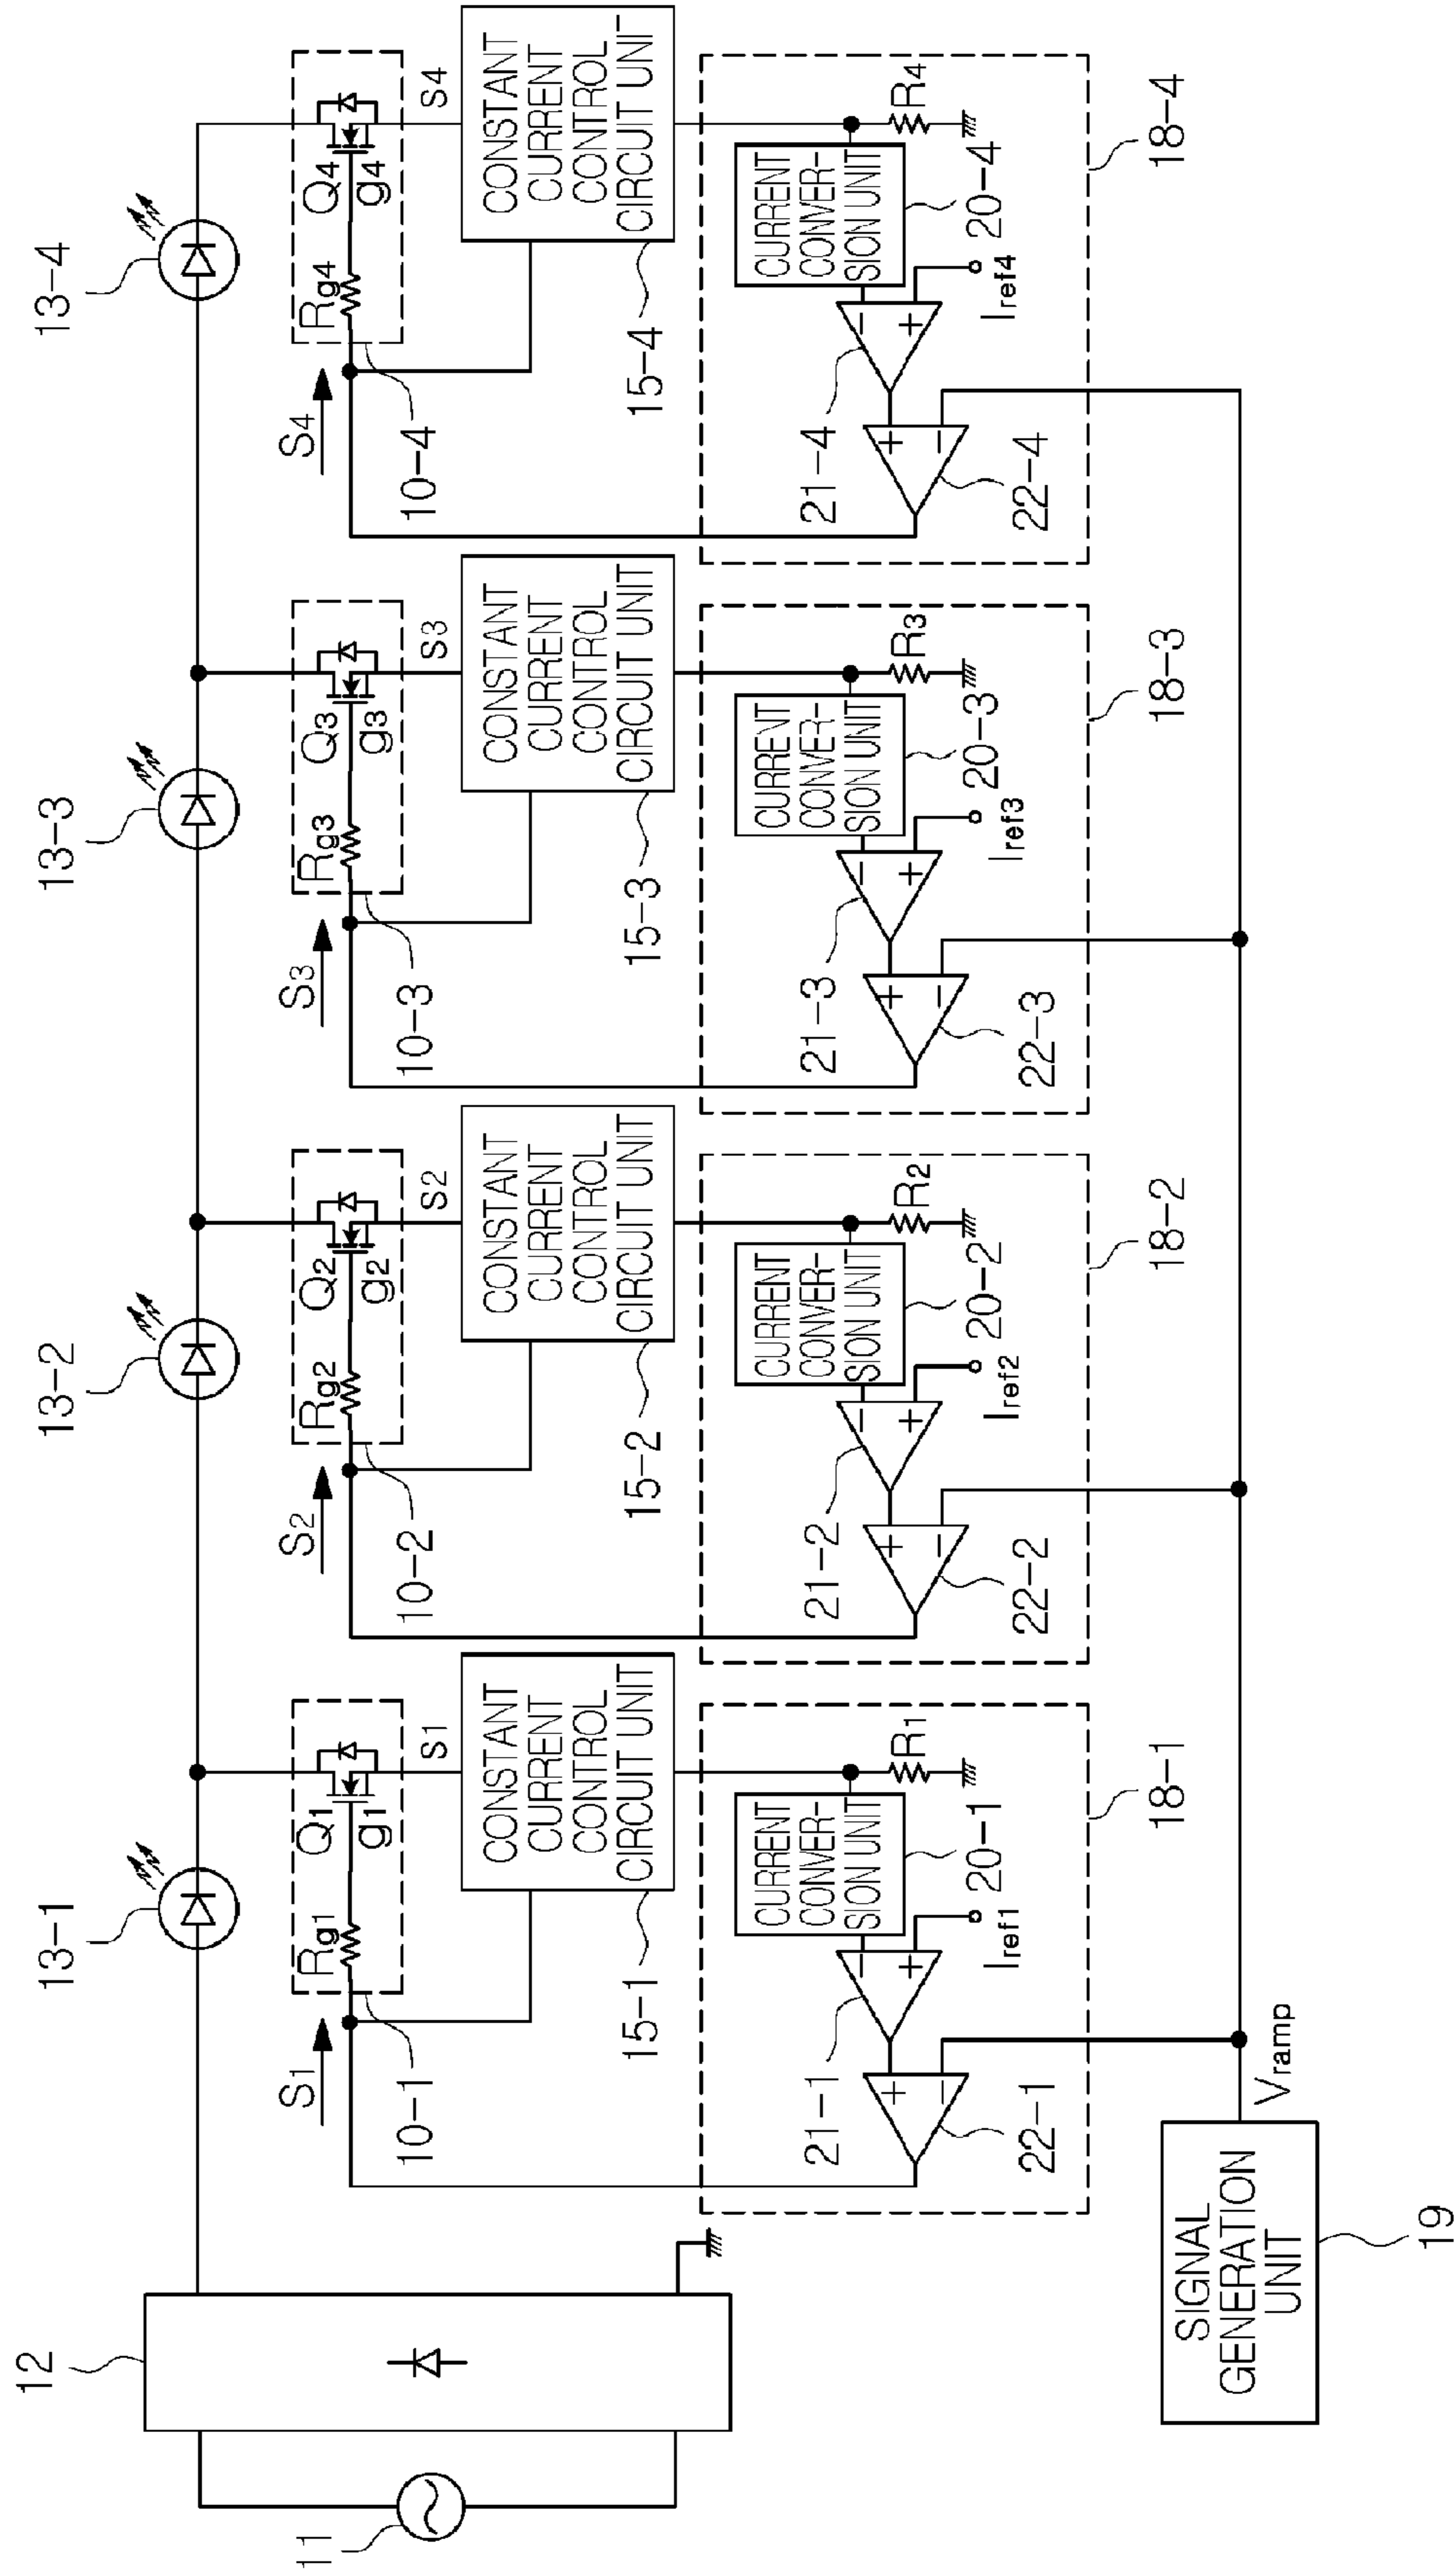 13-1
13-2
13-3
13-4
12
11
S1
Rg1
Q1
g1
s1
10-1
CONSTANT
CURRENT
CONTROL
CIRCUIT UNIT
15-1
S2
Rg2
Q2
g2
s2
10-2
CONSTANT
CURRENT
CONTROL
CIRCUIT UNIT
15-2
S3
Rg3
Q3
g3
s3
10-3
CONSTANT
CURRENT
CONTROL
CIRCUIT UNIT
15-3
S4
Rg4
Q4
g4
s4
10-4
CONSTANT
CURRENT
CONTROL
CIRCUIT UNIT
15-4
CURRENT
CONVER-
SION UNIT
R1
20-1
Iref1
- +
+ -
21-1
22-1
18-1
CURRENT
CONVER-
SION UNIT
R2
20-2
Iref2
- +
+ -
21-2
22-2
18-2
CURRENT
CONVER-
SION UNIT
R3
20-3
Iref3
- +
+ -
21-3
22-3
18-3
CURRENT
CONVER-
SION UNIT
R4
20-4
Iref4
- +
+ -
21-4
22-4
18-4
SIGNAL
GENERATION
UNIT
Vramp
19